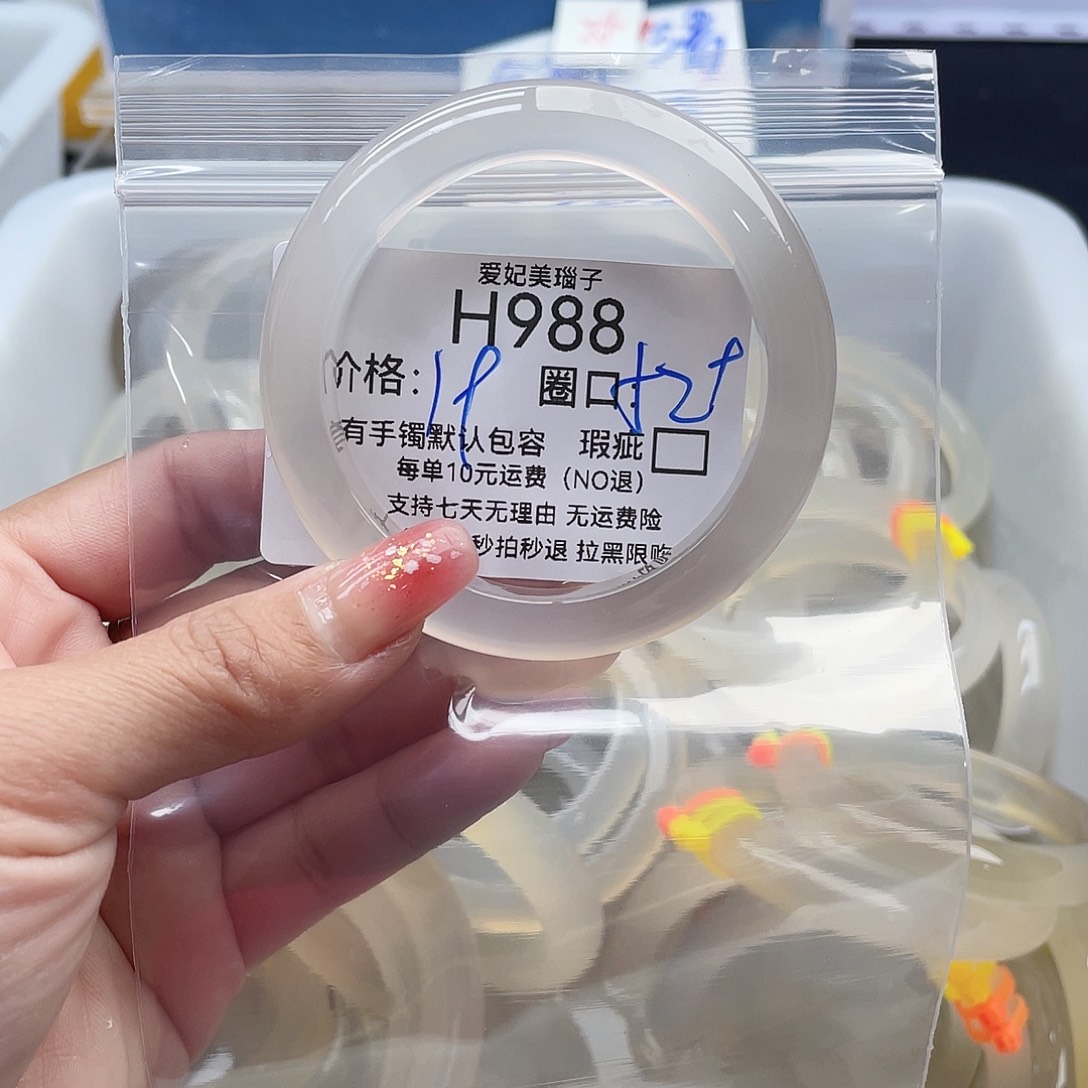 爱妃美瑙子
H988
价格: 圈口:
所有手镯默认包容 瑕疵
每单10元运费（NO退）
支持七天无理由 无运费险
秒拍秒退 拉黑限购